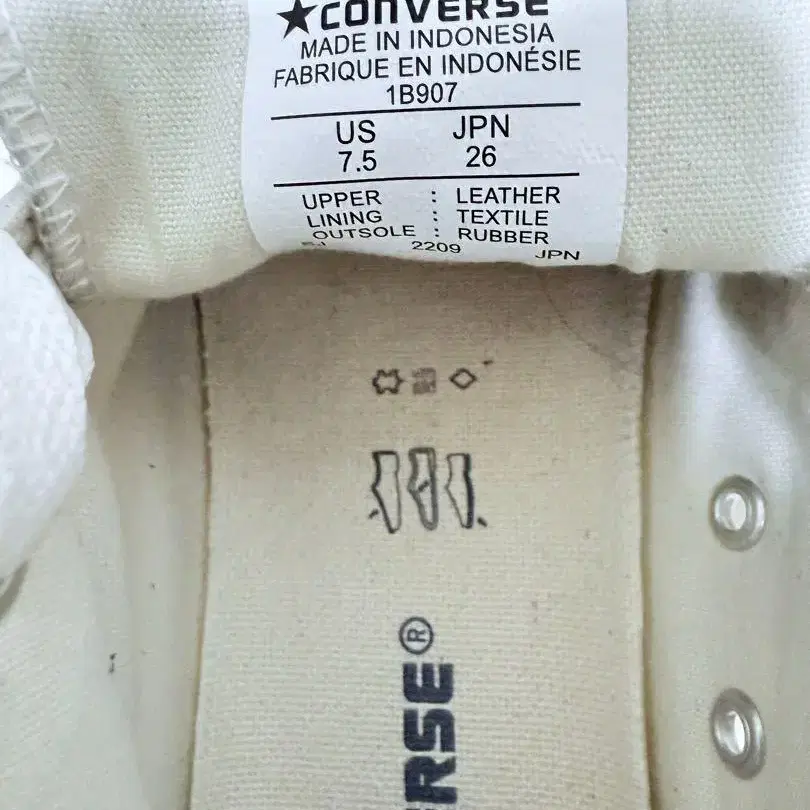 ★CONVERSE
MADE IN INDONESIA
FABRIQUE EN INDONÉSIE
1B907
US JPN
7.5 26
UPPER : LEATHER
LINING : TEXTILE
OUTSOLE : RUBBER
2209 JPN
ERSE®